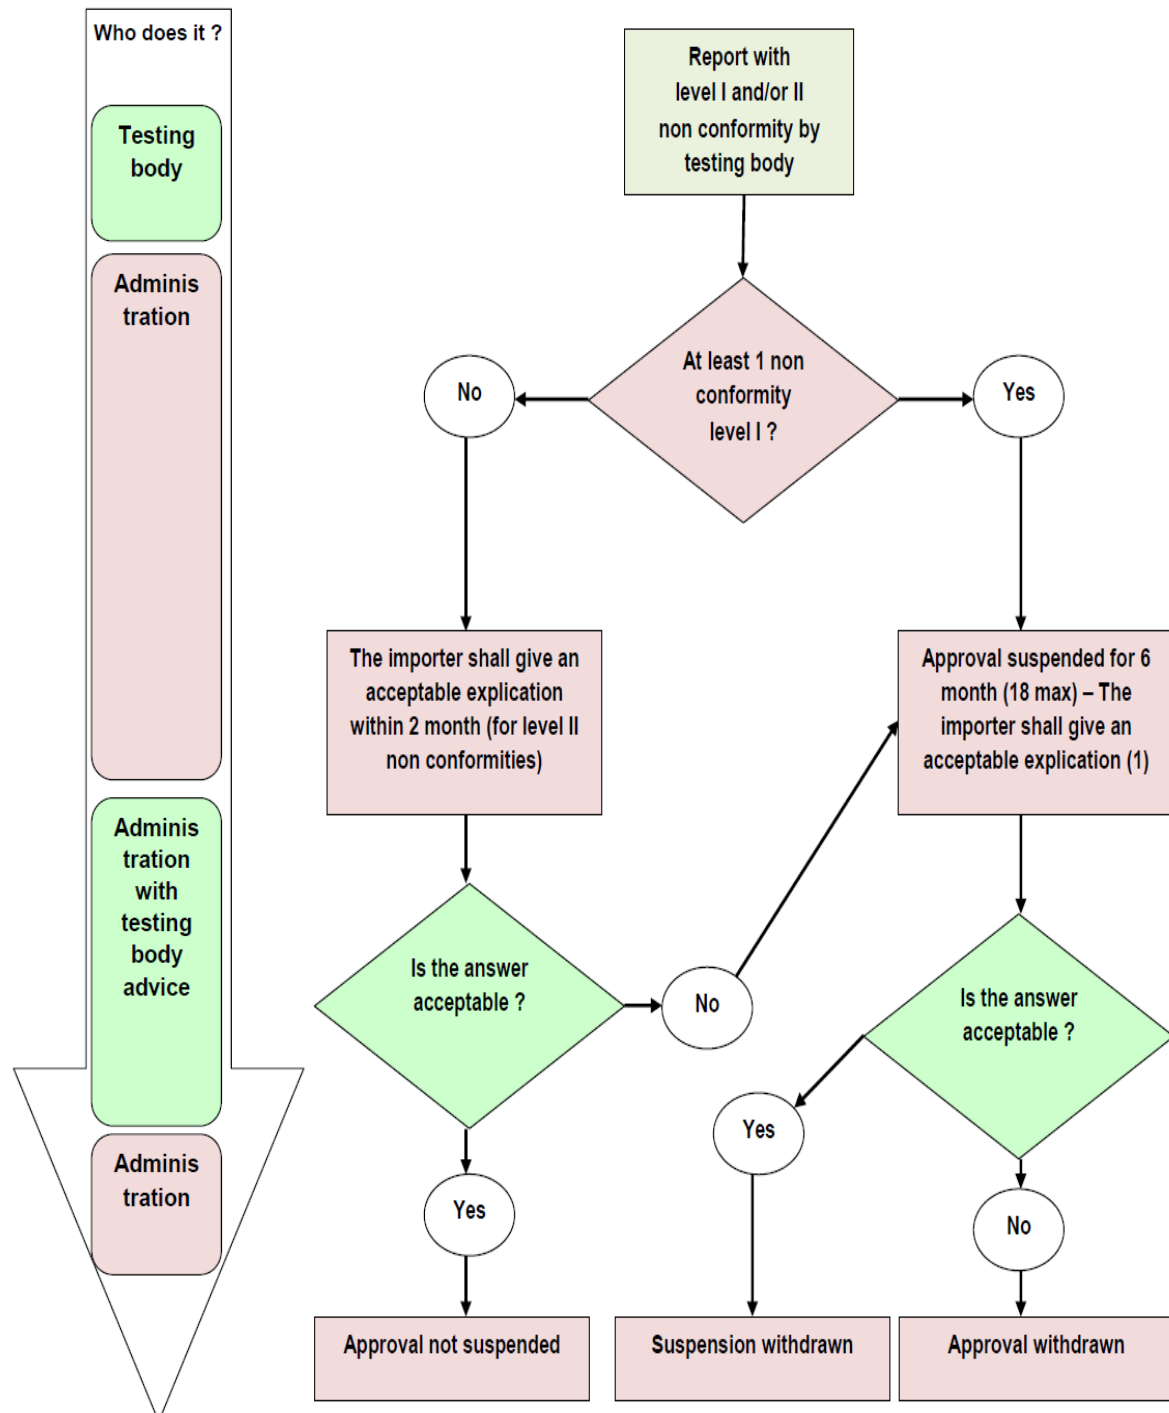 Who does it ?
Testing
body
Adminis
tration
Adminis
tration
with
testing
body
advice
Adminis
tration
Report with
level I and/or II
non conformity by
testing body
At least 1 non
conformity
level I ?
No
Yes
The importer shall give an
acceptable explication
within 2 month (for level II
non conformities)
Approval suspended for 6
month (18 max) – The
importer shall give an
acceptable explication (1)
Is the answer
acceptable ?
No
Is the answer
acceptable ?
Yes
Yes
No
Approval not suspended
Suspension withdrawn
Approval withdrawn